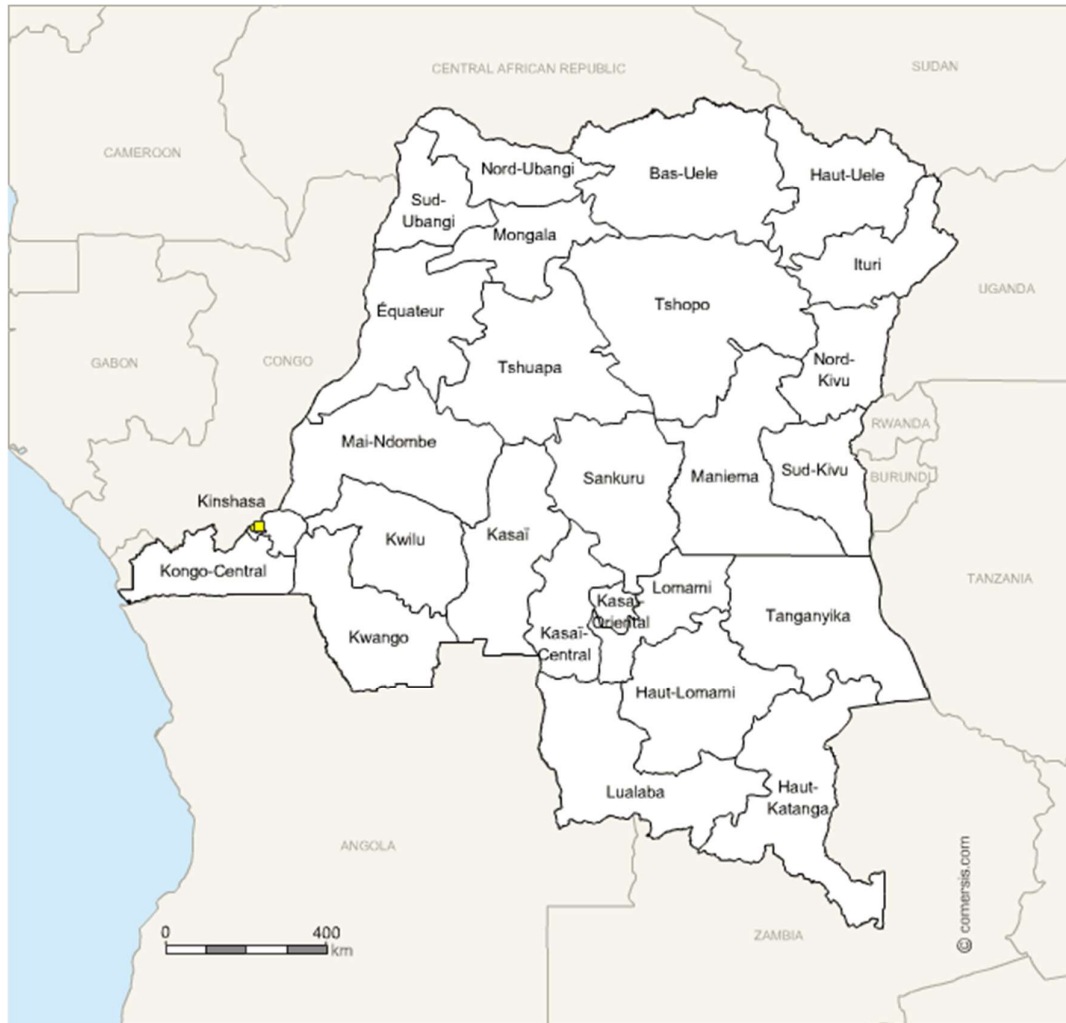 CENTRAL AFRICAN REPUBLIC
SUDAN
CAMEROON
Nord-Ubangi
Bas-Uele
Haut-Uele
Sud-
Ubangi
Mongala
Ituri
UGANDA
Équateur
Tshopo
GABON
CONGO
Tshuapa
Nord-
Kivu
RWANDA
Mai-Ndombe
Sankuru
Maniema
Sud-Kivu
BURUNDI
Kinshasa
Kwilu
Kasaï
Kongo-Central
TANZANIA
Lomami
Kasaï-
Oriental
Tanganyika
Kwango
Kasaï-
Central
Haut-Lomami
Lualaba
Haut-
Katanga
ANGOLA
ZAMBIA
0 400
km
© comersis.com